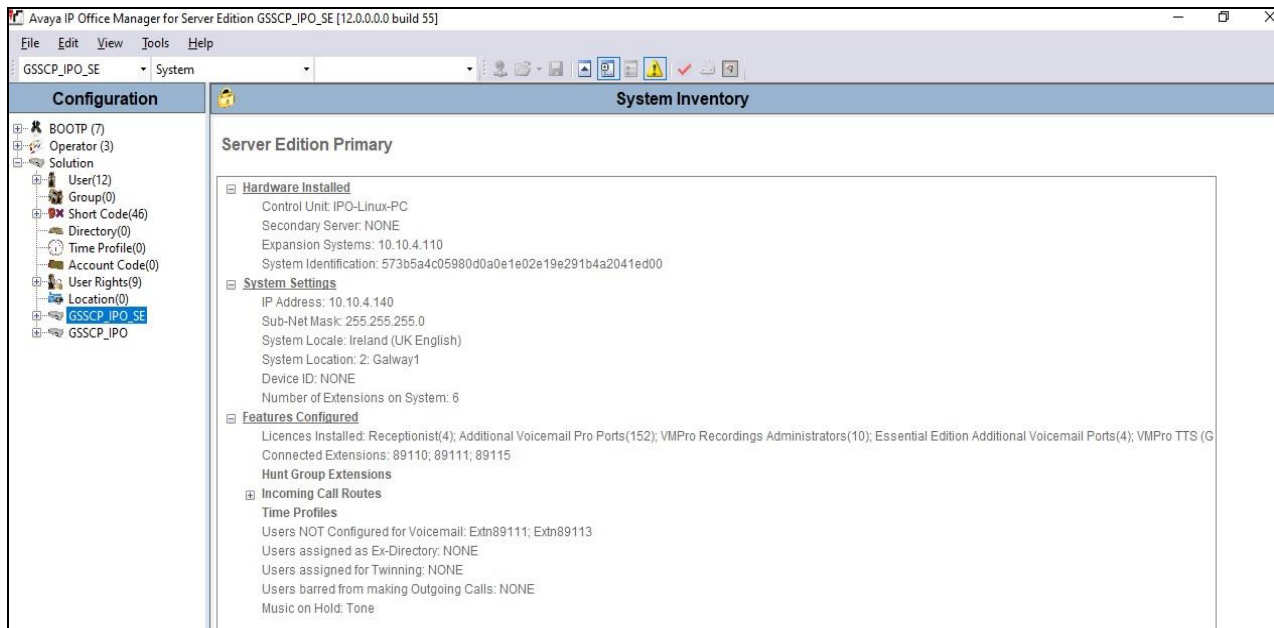 Avaya IP Office Manager for Server Edition GSSCP_IPO_SE [12.0.0.0.0 build 55]
File Edit View Tools Help
GSSCP_IPO_SE System
Configuration
System Inventory
BOOTP (7)
Operator (3)
Solution
User(12)
Group(0)
Short Code(46)
Directory(0)
Time Profile(0)
Account Code(0)
User Rights(9)
Location(0)
GSSCP_IPO_SE
GSSCP_IPO
Server Edition Primary
Hardware Installed
Control Unit: IPO-Linux-PC
Secondary Server: NONE
Expansion Systems: 10.10.4.110
System Identification: 573b5a4c05980d0a0e1e02e19e291b4a2041ed00
System Settings
IP Address: 10.10.4.140
Sub-Net Mask: 255.255.255.0
System Locale: Ireland (UK English)
System Location: 2: Galway1
Device ID: NONE
Number of Extensions on System: 6
Features Configured
Licences Installed: Receptionist(4); Additional Voicemail Pro Ports(152); VMPro Recordings Administrators(10); Essential Edition Additional Voicemail Ports(4); VMPro TTS (G
Connected Extensions: 89110; 89111; 89115
Hunt Group Extensions
Incoming Call Routes
Time Profiles
Users NOT Configured for Voicemail: Extn89111; Extn89113
Users assigned as Ex-Directory: NONE
Users assigned for Twinning: NONE
Users barred from making Outgoing Calls: NONE
Music on Hold: Tone